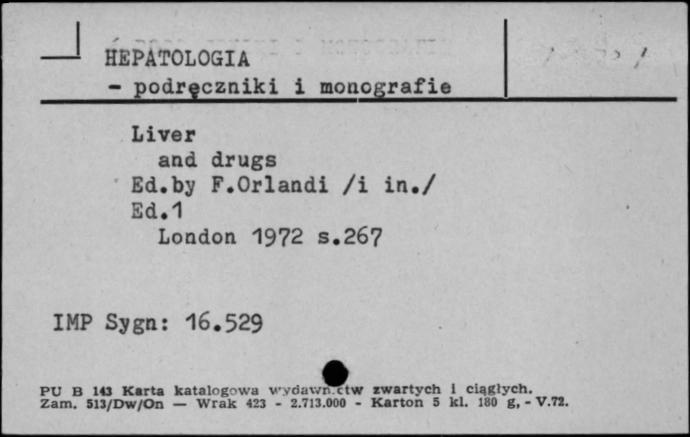 HEPATOLOGIA
- podręczniki i monografie
Liver
and drugs
Ed.by F.Orlandi /i in./
Ed.1
London 1972 s.267
IMP Sygn: 16.529
PU B 143 Karta katalogowa wydawn.ctw zwartych i ciągłych.
Zam. 513/Dw/On — Wrak 423 - 2.713.000 - Karton 5 kl. 180 g, - V.72.